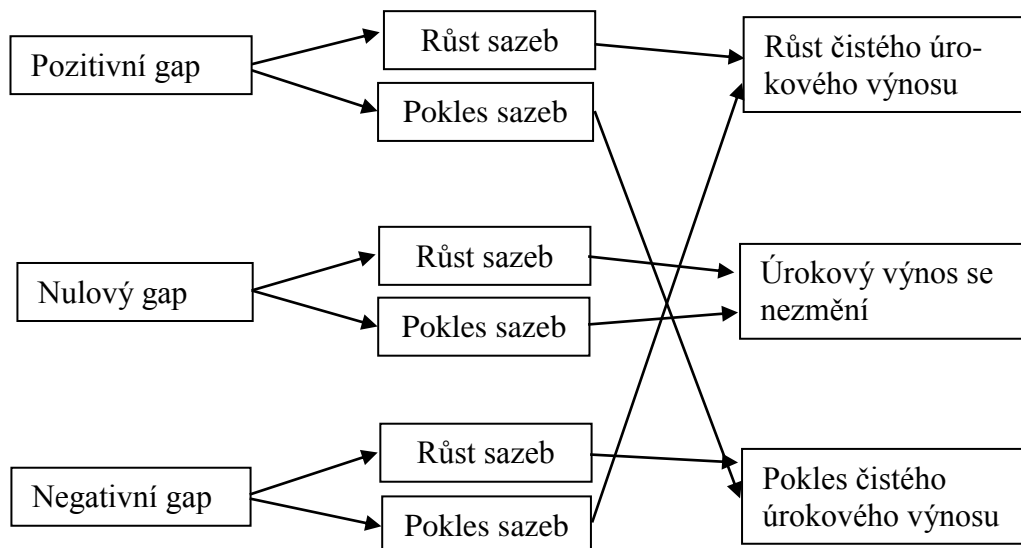 Pozitivní gap
Růst sazeb
Pokles sazeb
Růst čistého úro-
kového výnosu
Nulový gap
Růst sazeb
Pokles sazeb
Úrokový výnos se
nezmění
Negativní gap
Růst sazeb
Pokles sazeb
Pokles čistého
úrokového výnosu